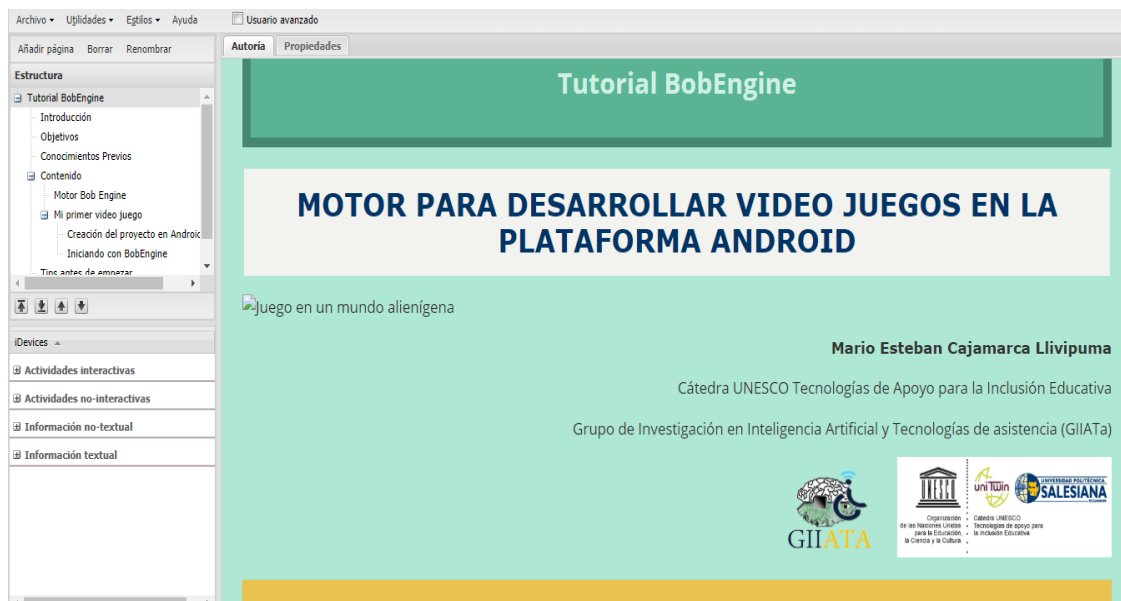 Archivo Utilidades Estilos Ayuda Usuario avanzado
Añadir página Borrar Renombrar
Autoría Propiedades
Estructura
Tutorial BobEngine
Introducción
Objetivos
Conocimientos Previos
Contenido
Motor Bob Engine
Mi primer video juego
Creación del proyecto en Androic
Iniciando con BobEngine
Tips antes de empezar
iDevices
Actividades interactivas
Actividades no-interactivas
Información no-textual
Información textual
Tutorial BobEngine
MOTOR PARA DESARROLLAR VIDEO JUEGOS EN LA
PLATAFORMA ANDROID
Juego en un mundo alienígena
Mario Esteban Cajamarca Llivipuma
Cátedra UNESCO Tecnologías de Apoyo para la Inclusión Educativa
Grupo de Investigación en Inteligencia Artificial y Tecnologías de asistencia (GIIATa)
GIIATA
UNESCO
Organización
de las Naciones Unidas
para la Educación,
la Ciencia y la Cultura
uniTwin
Cátedra UNESCO
Tecnologías de apoyo para
la Inclusión Educativa
UNIVERSIDAD POLITÉCNICA
SALESIANA
ECUADOR